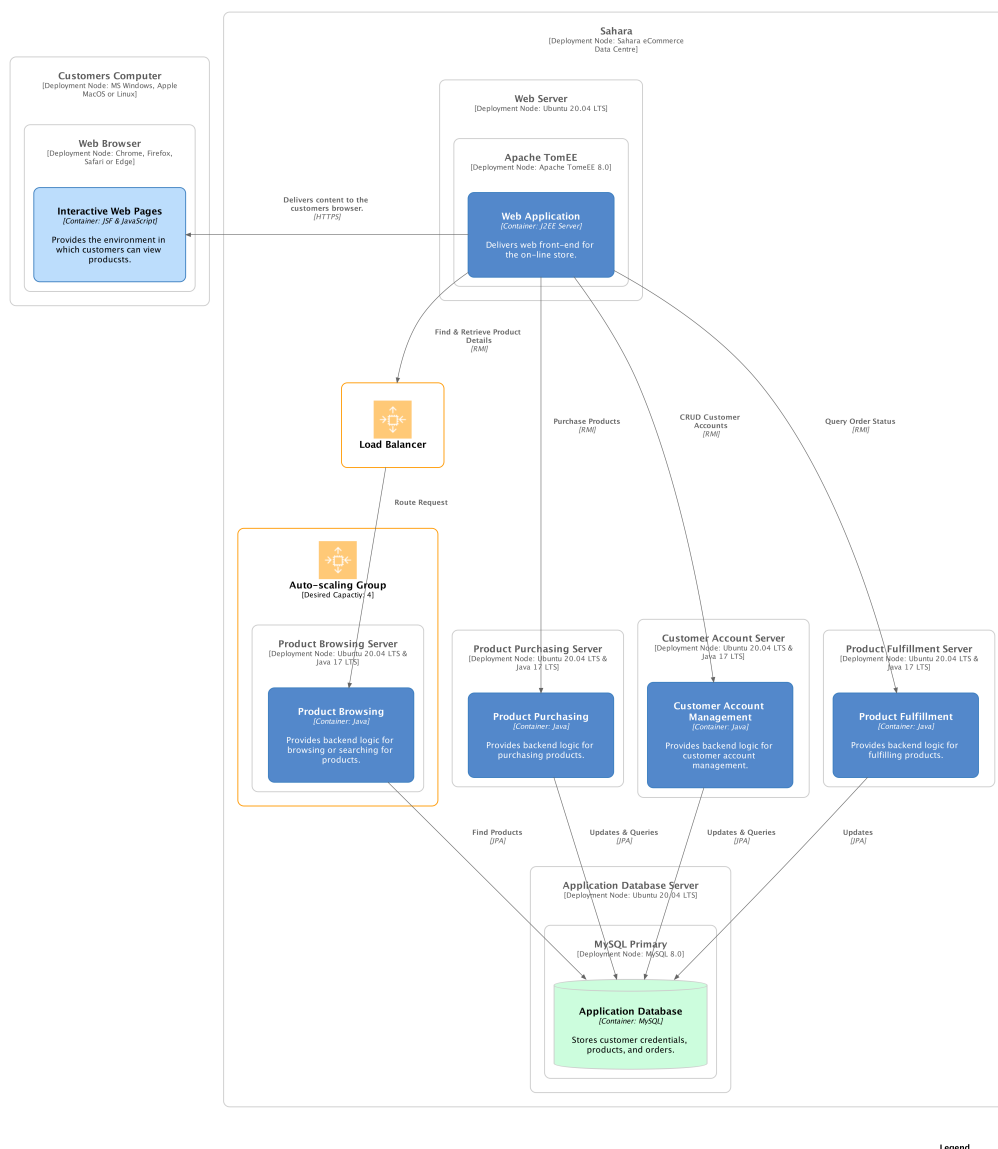 Sahara
[Deployment Node: Sahara eCommerce
Data Centre]
Customers Computer
[Deployment Node: MS Windows, Apple
MacOS or Linux]
Web Browser
[Deployment Node: Chrome, Firefox,
Safari or Edge]
Interactive Web Pages
[Container: JSF & JavaScript]
Provides the environment in
which customers can view
producsts.
Web Server
[Deployment Node: Ubuntu 20.04 LTS]
Apache TomEE
[Deployment Node: Apache TomeEE 8.0]
Web Application
[Container: J2EE Server]
Delivers web front-end for
the on-line store.
Delivers content to the
customers browser.
[HTTPS]
Find & Retrieve Product
Details
[RMI]
Purchase Products
[RMI]
CRUD Customer
Accounts
[RMI]
Query Order Status
[RMI]
Load Balancer
Route Request
Auto-scaling Group
[Desired Capactiy: 4]
Product Browsing Server
[Deployment Node: Ubuntu 20.04 LTS &
Java 17 LTS]
Product Browsing
[Container: Java]
Provides backend logic for
browsing or searching for
products.
Product Purchasing Server
[Deployment Node: Ubuntu 20.04 LTS &
Java 17 LTS]
Product Purchasing
[Container: Java]
Provides backend logic for
purchasing products.
Customer Account Server
[Deployment Node: Ubuntu 20.04 LTS &
Java 17 LTS]
Customer Account
Management
[Container: Java]
Provides backend logic for
customer account
management.
Product Fulfillment Server
[Deployment Node: Ubuntu 20.04 LTS &
Java 17 LTS]
Product Fulfillment
[Container: Java]
Provides backend logic for
fulfilling products.
Find Products
[JPA]
Updates & Queries
[JPA]
Updates & Queries
[JPA]
Updates
[JPA]
Application Database Server
[Deployment Node: Ubuntu 20.04 LTS]
MySQL Primary
[Deployment Node: MySQL 8.0]
Application Database
[Container: MySQL]
Stores customer credentials,
products, and orders.
Legend